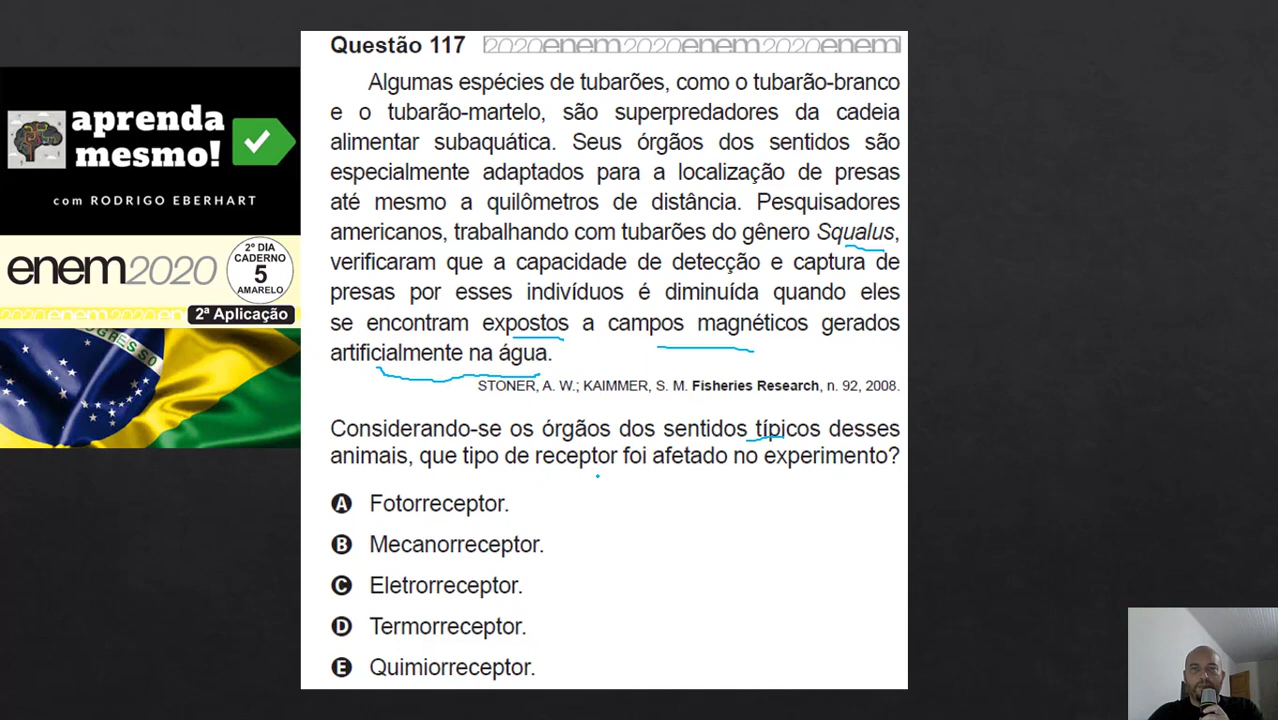 aprenda
mesmo!
com RODRIGO EBERHART
enem2020
2º DIA
CADERNO
5
AMARELO
2ª Aplicação
Questão 117
2020enem2020enem2020enem
Algumas espécies de tubarões, como o tubarão-branco
e o tubarão-martelo, são superpredadores da cadeia
alimentar subaquática. Seus órgãos dos sentidos são
especialmente adaptados para a localização de presas
até mesmo a quilômetros de distância. Pesquisadores
americanos, trabalhando com tubarões do gênero Squalus,
verificaram que a capacidade de detecção e captura de
presas por esses indivíduos é diminuída quando eles
se encontram expostos a campos magnéticos gerados
artificialmente na água.
STONER, A. W.; KAIMMER, S. M. Fisheries Research, n. 92, 2008.
Considerando-se os órgãos dos sentidos típicos desses
animais, que tipo de receptor foi afetado no experimento?
A Fotorreceptor.
B Mecanorreceptor.
C Eletrorreceptor.
D Termorreceptor.
E Quimiorreceptor.